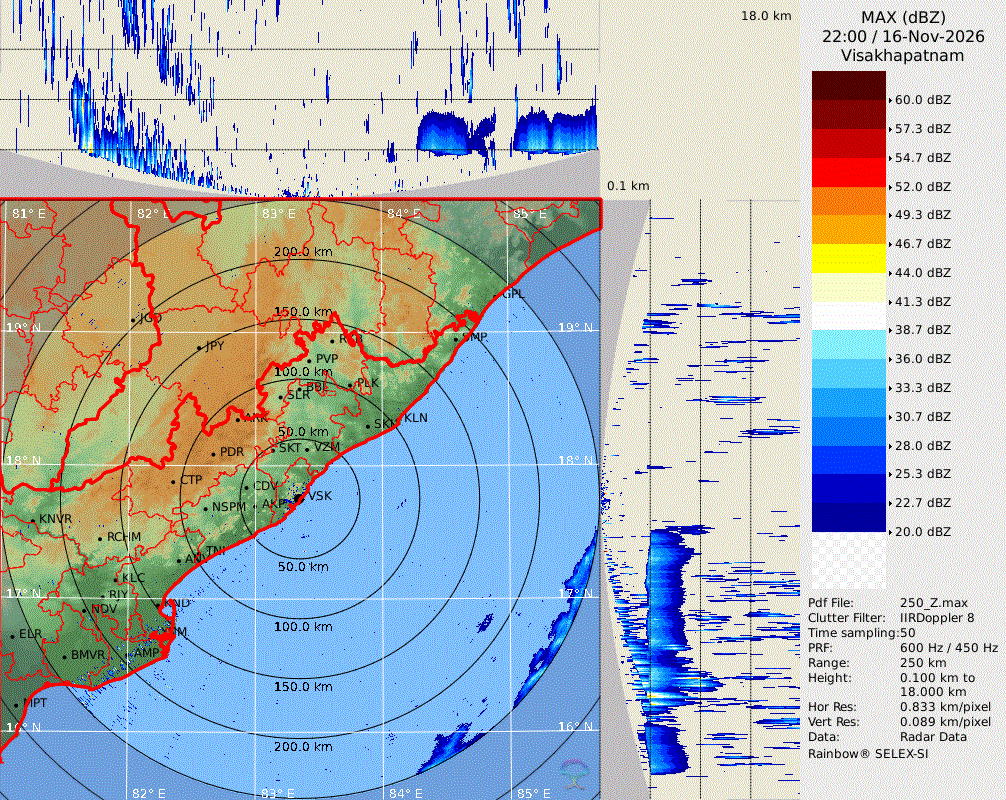 18.0 km
0.1 km
MAX (dBZ)
22:00 / 16-Nov-2026
Visakhapatnam
60.0 dBZ
57.3 dBZ
54.7 dBZ
52.0 dBZ
49.3 dBZ
46.7 dBZ
44.0 dBZ
41.3 dBZ
38.7 dBZ
36.0 dBZ
33.3 dBZ
30.7 dBZ
28.0 dBZ
25.3 dBZ
22.7 dBZ
20.0 dBZ
Pdf File: 250_Z.max
Clutter Filter: IIRDoppler 8
Time sampling:50
PRF: 600 Hz / 450 Hz
Range: 250 km
Height: 0.100 km to
18.000 km
Hor Res: 0.833 km/pixel
Vert Res: 0.089 km/pixel
Data: Radar Data
Rainbow® SELEX-SI
81° E 82° E 83° E 84° E 85° E
200.0 km
GPL
150.0 km
JGD
19° N 19° N
SMP
JPY
PVP
100.0 km
BBL PLK
SLR
KLN
50.0 km
SKT VZM
PDR
18° N 18° N
CTP
CDV
VSK
NSPM
KNVR
RCHM
TNI
50.0 km
KLC
RJY
17° N 17° N
KND
NDV
100.0 km
ELR
BMVR AMP
150.0 km
MPT
16° N 16° N
200.0 km
82° E 83° E 84° E 85° E